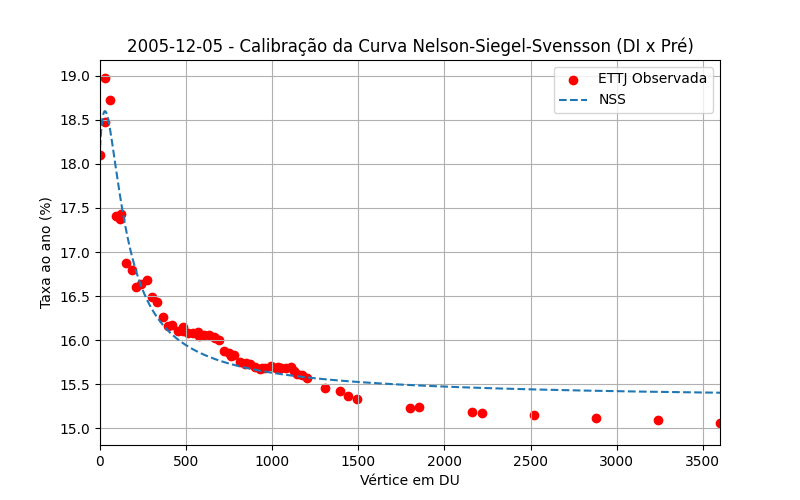 2005-12-05 - Calibração da Curva Nelson-Siegel-Svensson (DI x Pré)
ETTJ Observada
NSS
Taxa ao ano (%)
19.0
18.5
18.0
17.5
17.0
16.5
16.0
15.5
15.0
0 500 1000 1500 2000 2500 3000 3500
Vértice em DU